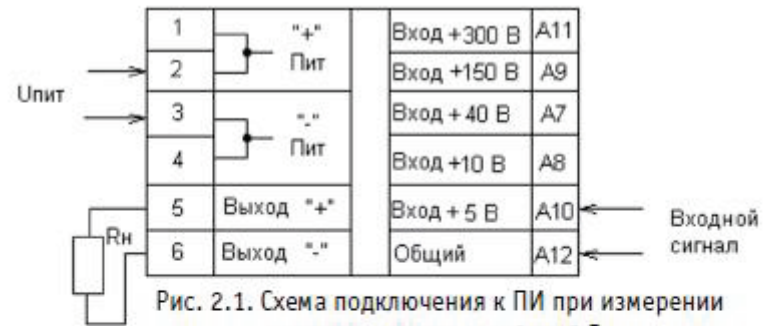 1 "+" Вход +300 В A11
2 Пит Вход +150 В A9
Uпит
3 "-" Вход + 40 В A7
4 Пит Вход +10 В A8
5 Выход "+" Вход + 5 В A10 Входной
Rн
6 Выход "-" Общий A12 сигнал
Рис. 2.1. Схема подключения к ПИ при измерении